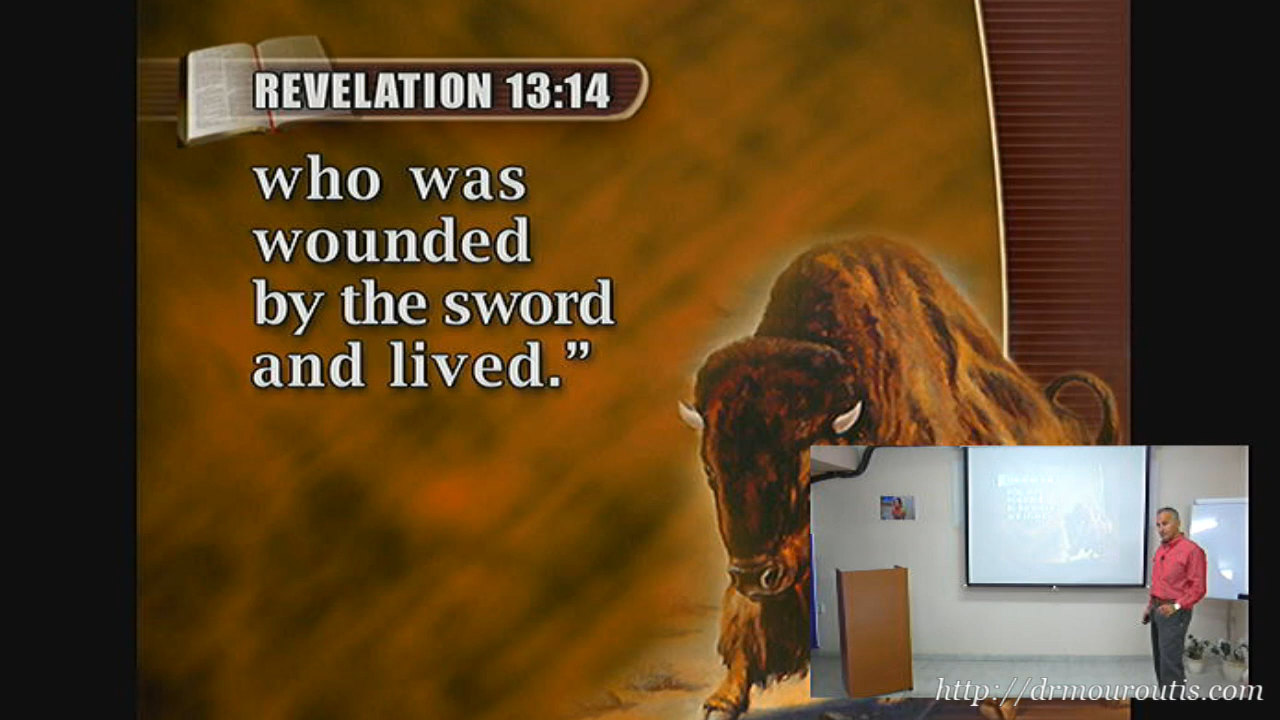 REVELATION 13:14
who was
wounded
by the sword
and lived.”
http://drmouroutis.com